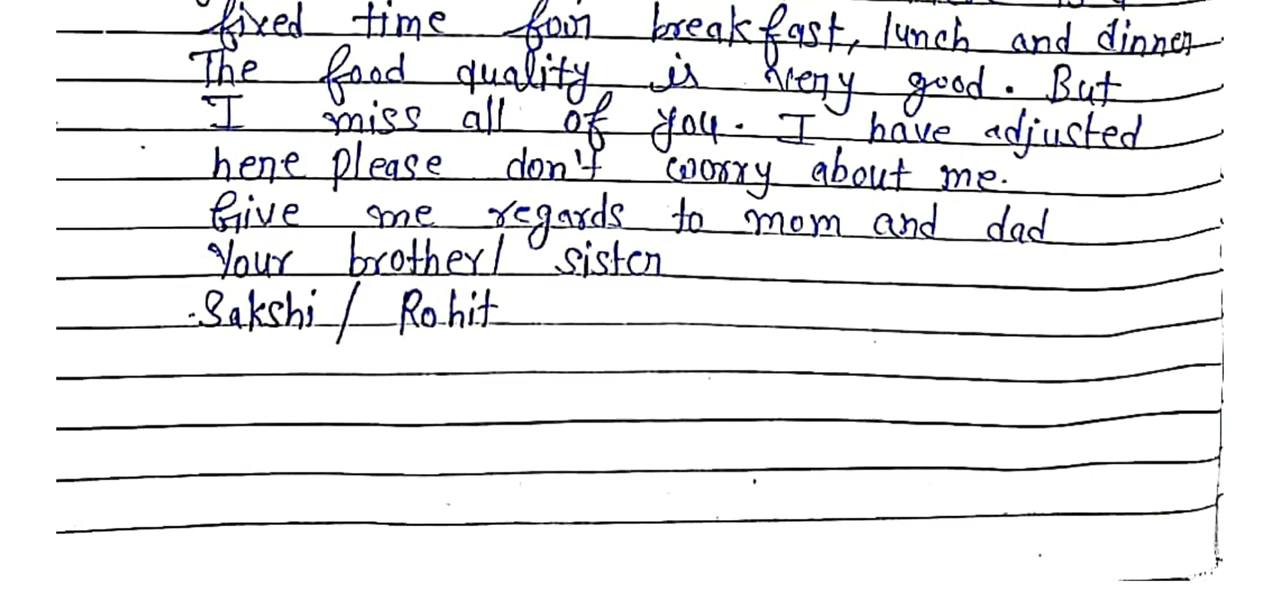 fixed time for breakfast, lunch and dinner
The food quality is very good. But
I miss all of you. I have adjusted
here please don't worry about me.
Give me regards to mom and dad
Your brother/ sister
Sakshi / Rohit